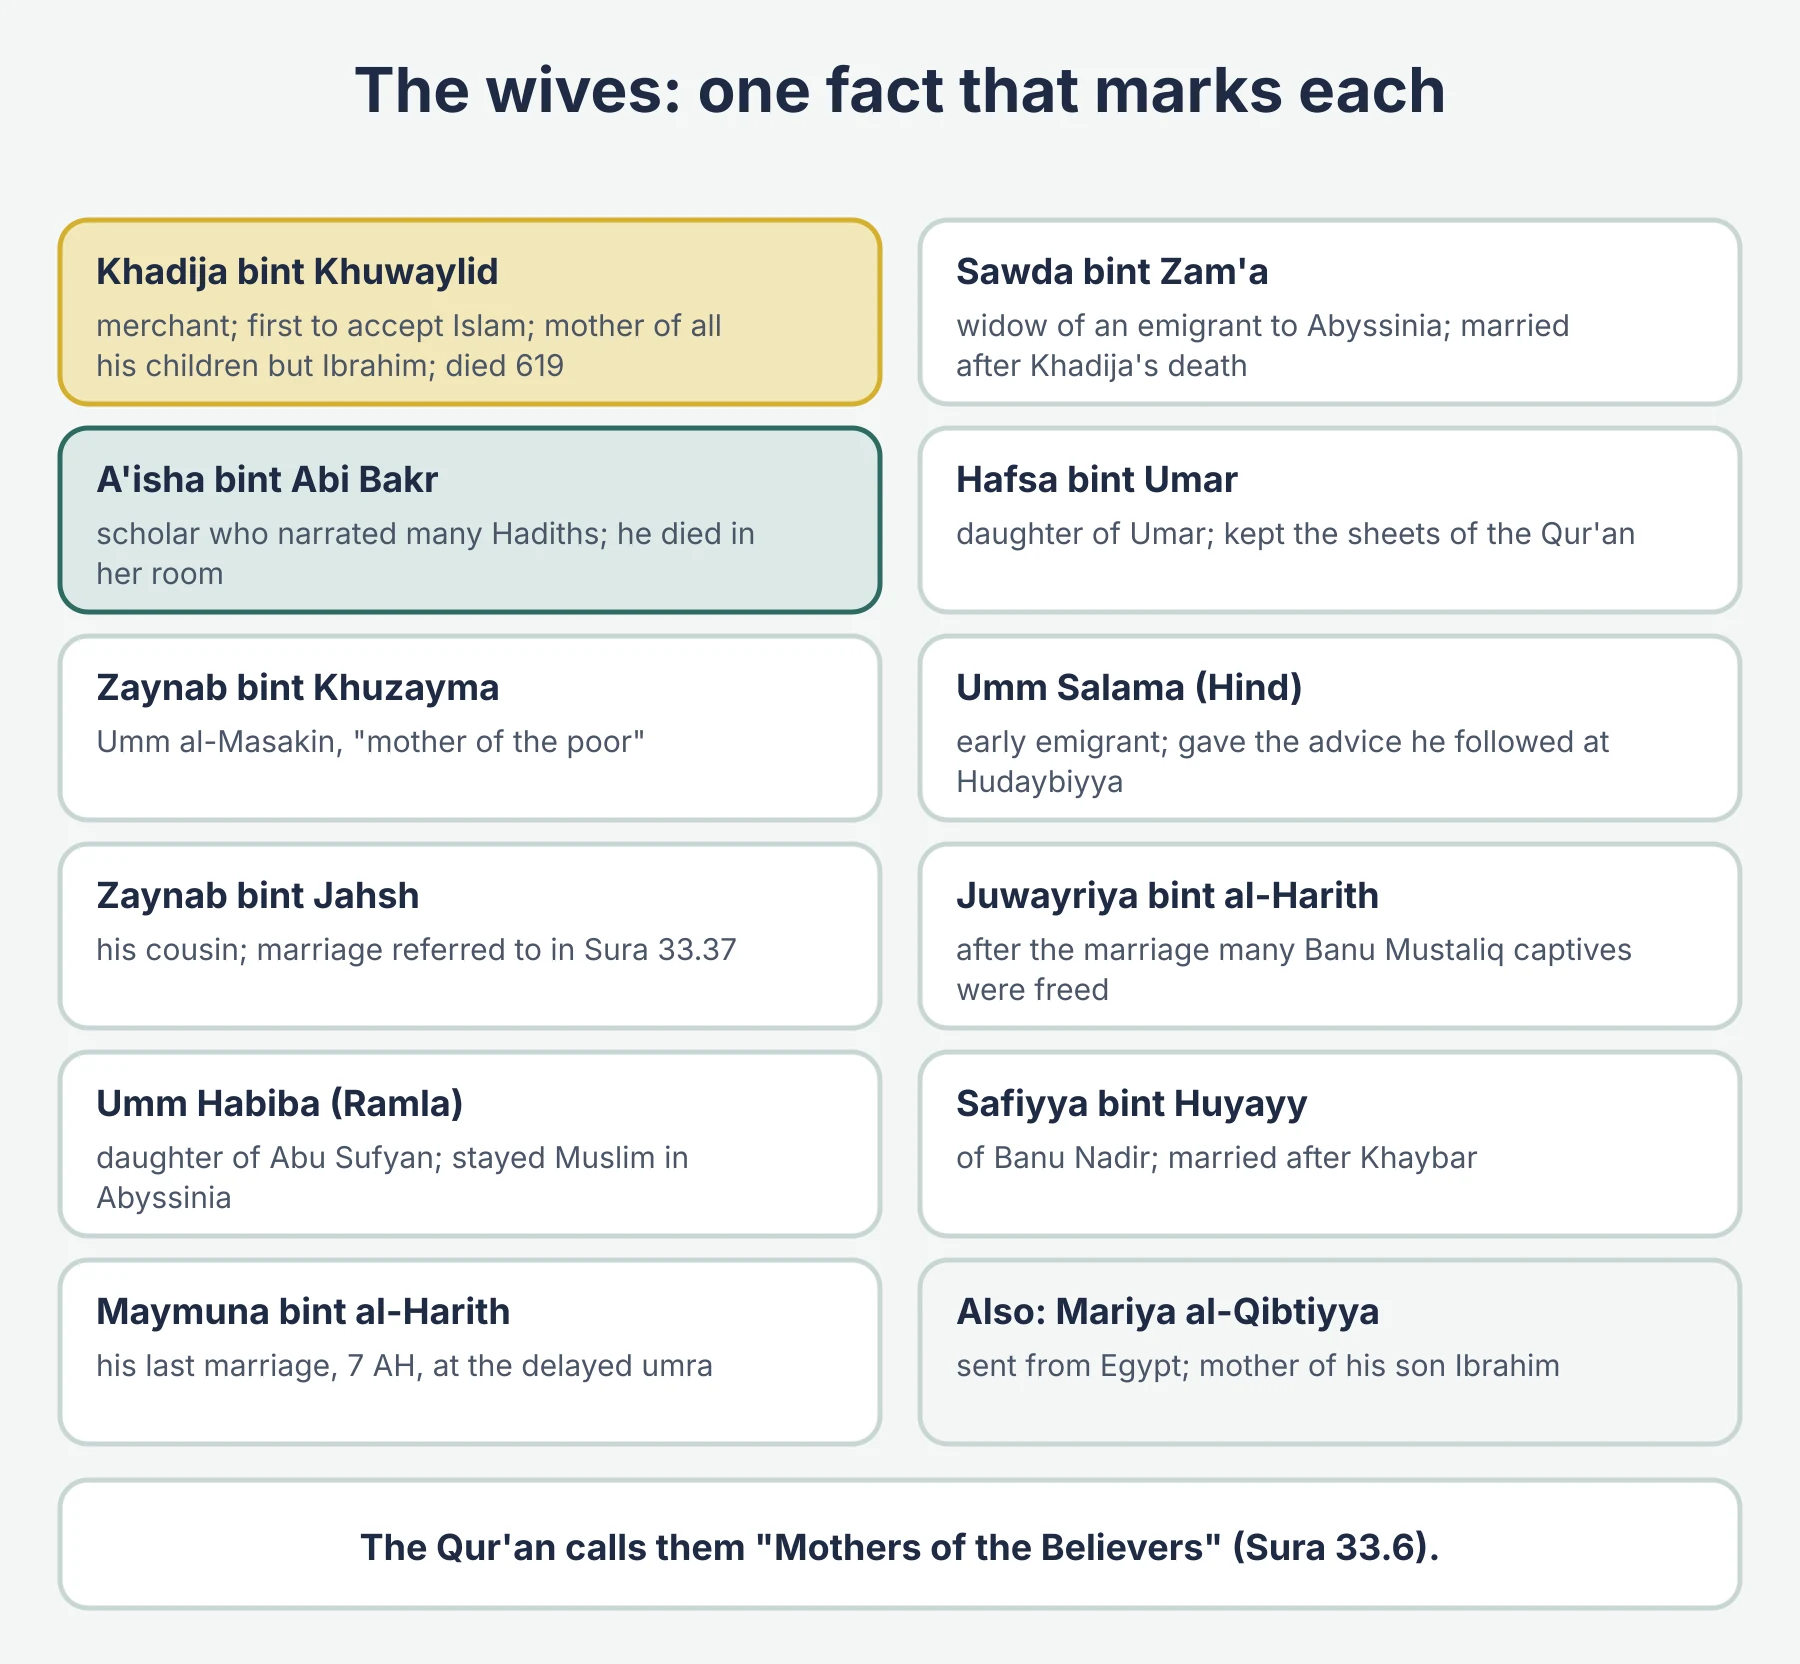 The wives: one fact that marks each
Khadija bint Khuwaylid
merchant; first to accept Islam; mother of all
his children but Ibrahim; died 619
Sawda bint Zam'a
widow of an emigrant to Abyssinia; married
after Khadija's death
A'isha bint Abi Bakr
scholar who narrated many Hadiths; he died in
her room
Hafsa bint Umar
daughter of Umar; kept the sheets of the Qur'an
Zaynab bint Khuzayma
Umm al-Masakin, "mother of the poor"
Umm Salama (Hind)
early emigrant; gave the advice he followed at
Hudaybiyya
Zaynab bint Jahsh
his cousin; marriage referred to in Sura 33.37
Juwayriya bint al-Harith
after the marriage many Banu Mustaliq captives
were freed
Umm Habiba (Ramla)
daughter of Abu Sufyan; stayed Muslim in
Abyssinia
Safiyya bint Huyayy
of Banu Nadir; married after Khaybar
Maymuna bint al-Harith
his last marriage, 7 AH, at the delayed umra
Also: Mariya al-Qibtiyya
sent from Egypt; mother of his son Ibrahim
The Qur'an calls them "Mothers of the Believers" (Sura 33.6).